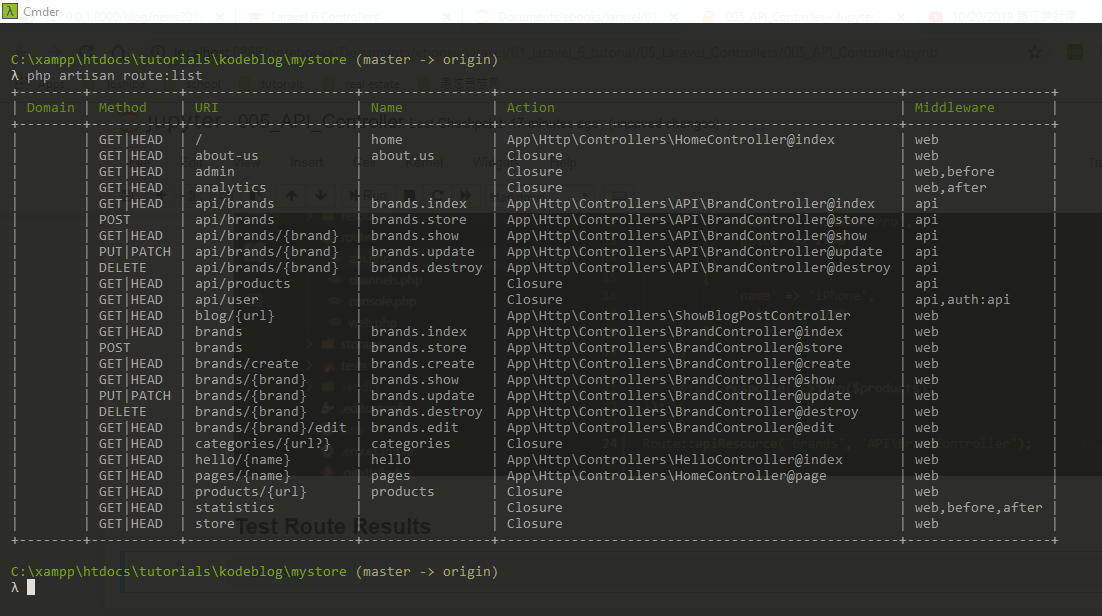 Cmder
C:\xampp\htdocs\tutorials\kodeblog\mystore (master -> origin)
λ php artisan route:list
+--------+-----------+------------------------+----------------+------------------------------------------------+------------------+
| Domain | Method | URI | Name | Action | Middleware |
+--------+-----------+------------------------+----------------+------------------------------------------------+------------------+
| | GET|HEAD | / | home | App\Http\Controllers\HomeController@index | web |
| | GET|HEAD | about-us | about.us | Closure | web |
| | GET|HEAD | admin | | Closure | web,before |
| | GET|HEAD | analytics | | Closure | web,after |
| | GET|HEAD | api/brands | brands.index | App\Http\Controllers\API\BrandController@index | api |
| | POST | api/brands | brands.store | App\Http\Controllers\API\BrandController@store | api |
| | GET|HEAD | api/brands/{brand} | brands.show | App\Http\Controllers\API\BrandController@show | api |
| | PUT|PATCH | api/brands/{brand} | brands.update | App\Http\Controllers\API\BrandController@update | api |
| | DELETE | api/brands/{brand} | brands.destroy | App\Http\Controllers\API\BrandController@destroy | api |
| | GET|HEAD | api/products | | Closure | api |
| | GET|HEAD | api/user | | Closure | api,auth:api |
| | GET|HEAD | blog/{url} | | App\Http\Controllers\ShowBlogPostController | web |
| | GET|HEAD | brands | brands.index | App\Http\Controllers\BrandController@index | web |
| | POST | brands | brands.store | App\Http\Controllers\BrandController@store | web |
| | GET|HEAD | brands/create | brands.create | App\Http\Controllers\BrandController@create | web |
| | GET|HEAD | brands/{brand} | brands.show | App\Http\Controllers\BrandController@show | web |
| | PUT|PATCH | brands/{brand} | brands.update | App\Http\Controllers\BrandController@update | web |
| | DELETE | brands/{brand} | brands.destroy | App\Http\Controllers\BrandController@destroy | web |
| | GET|HEAD | brands/{brand}/edit | brands.edit | App\Http\Controllers\BrandController@edit | web |
| | GET|HEAD | categories/{url?} | categories | Closure | web |
| | GET|HEAD | hello/{name} | hello | App\Http\Controllers\HelloController@index | web |
| | GET|HEAD | pages/{name} | pages | App\Http\Controllers\HomeController@page | web |
| | GET|HEAD | products/{url} | products | Closure | web |
| | GET|HEAD | statistics | | Closure | web,before,after |
| | GET|HEAD | store | | Closure | web |
+--------+-----------+------------------------+----------------+------------------------------------------------+------------------+
Test Route Results
C:\xampp\htdocs\tutorials\kodeblog\mystore (master -> origin)
λ